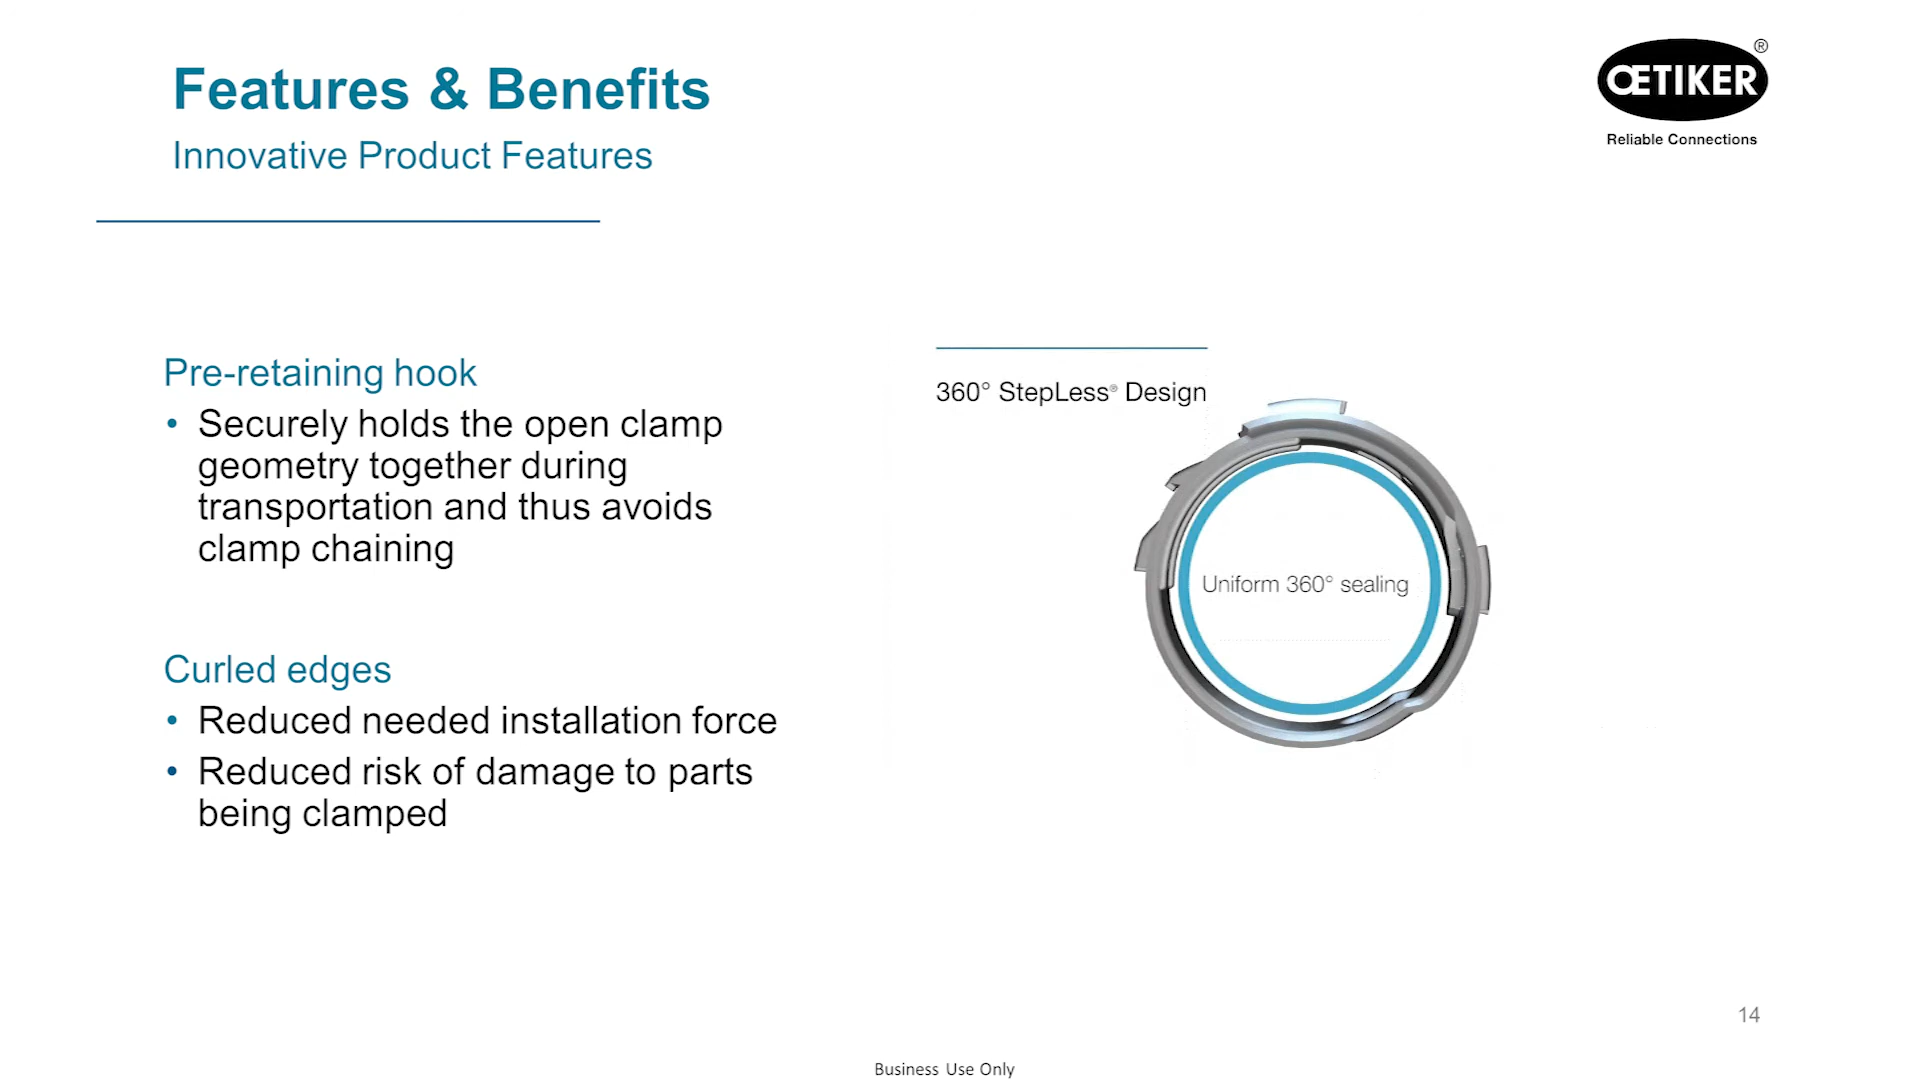 Features & Benefits
Innovative Product Features
ŒTIKER®
Reliable Connections
Pre-retaining hook
• Securely holds the open clamp
geometry together during
transportation and thus avoids
clamp chaining
Curled edges
• Reduced needed installation force
• Reduced risk of damage to parts
being clamped
360° StepLess® Design
Uniform 360° sealing
14
Business Use Only